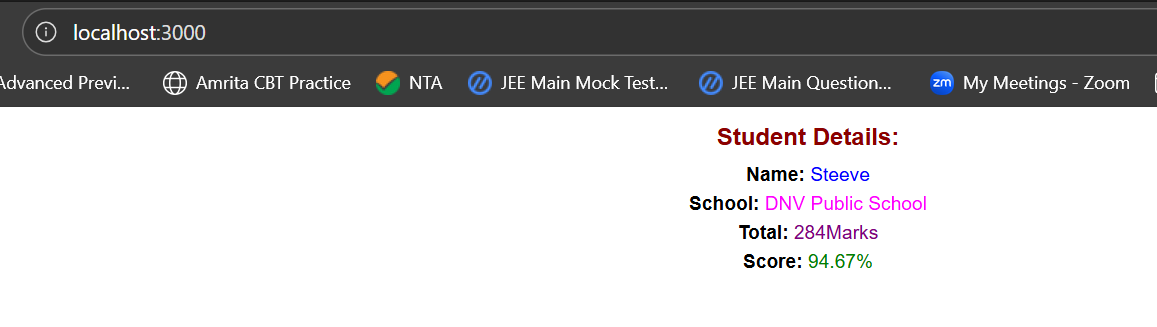 localhost:3000
Advanced Previ... Amrita CBT Practice NTA JEE Main Mock Test... JEE Main Question... zm My Meetings - Zoom
Student Details:
Name: Steeve
School: DNV Public School
Total: 284Marks
Score: 94.67%